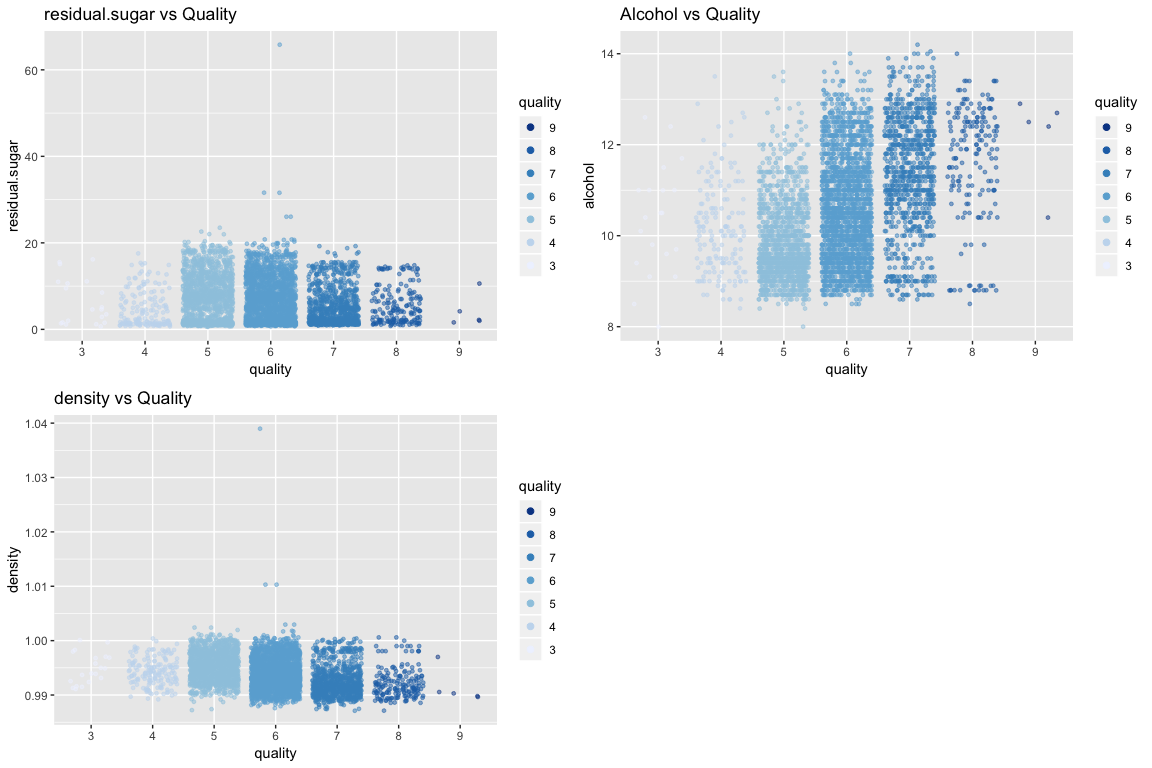 residual.sugar vs Quality
60
40
20
0
residual.sugar
3 4 5 6 7 8 9
quality
quality
9
8
7
6
5
4
3
Alcohol vs Quality
14
12
10
8
alcohol
3 4 5 6 7 8 9
quality
quality
9
8
7
6
5
4
3
density vs Quality
1.04
1.03
1.02
1.01
1.00
0.99
density
3 4 5 6 7 8 9
quality
quality
9
8
7
6
5
4
3